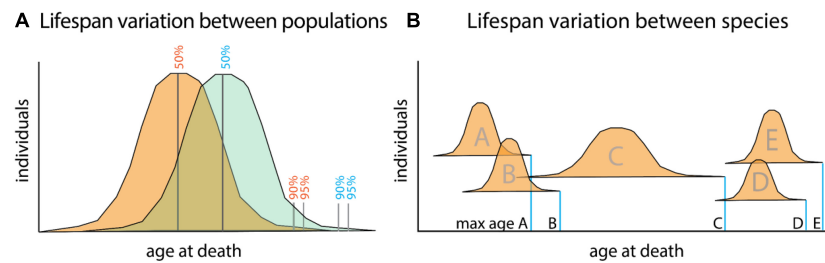 A Lifespan variation between populations
50%
50%
90%
95%
90%
95%
individuals
age at death
B Lifespan variation between species
A
B
C
E
D
individuals
max age A B C D E
age at death